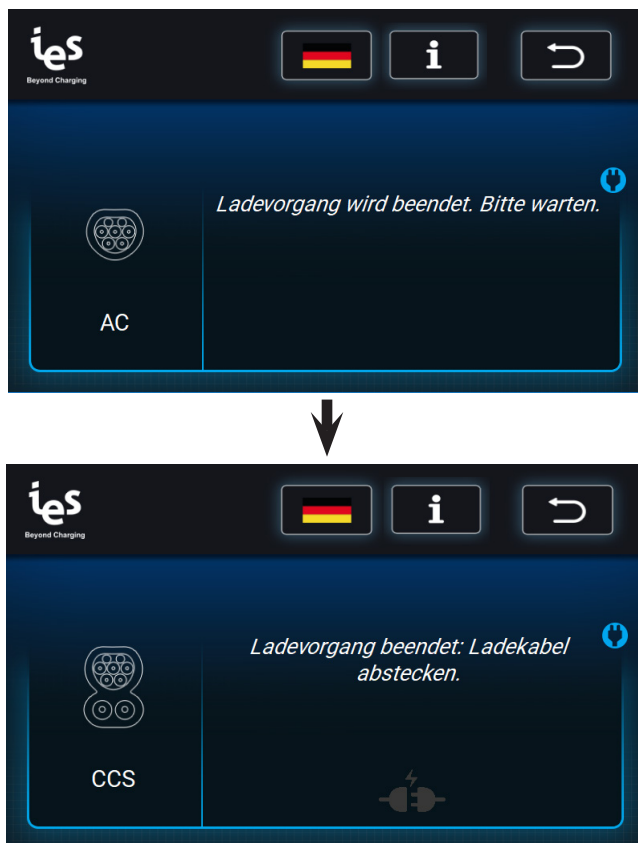 ies
Beyond Charging
i
Ladevorgang wird beendet. Bitte warten.
AC
ies
Beyond Charging
i
Ladevorgang beendet: Ladekabel
abstecken.
CCS